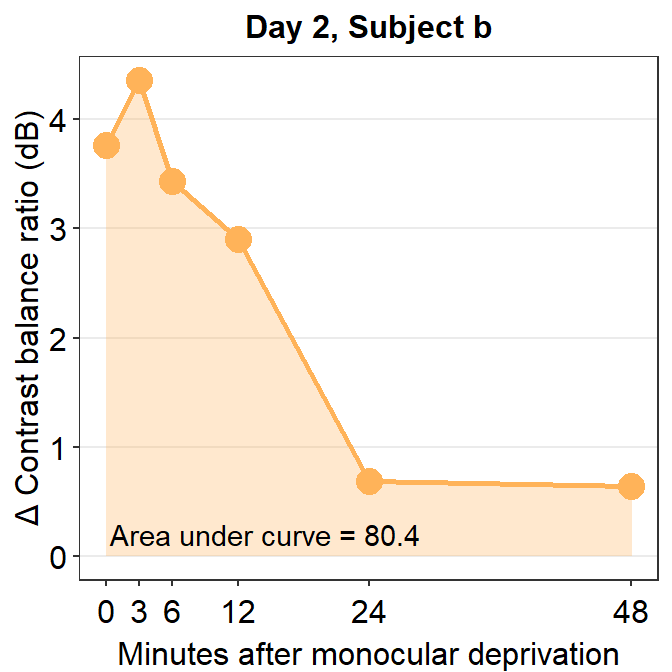 Day 2, Subject b
Δ Contrast balance ratio (dB)
4
3
2
1
0
Area under curve = 80.4
0 3 6 12 24 48
Minutes after monocular deprivation